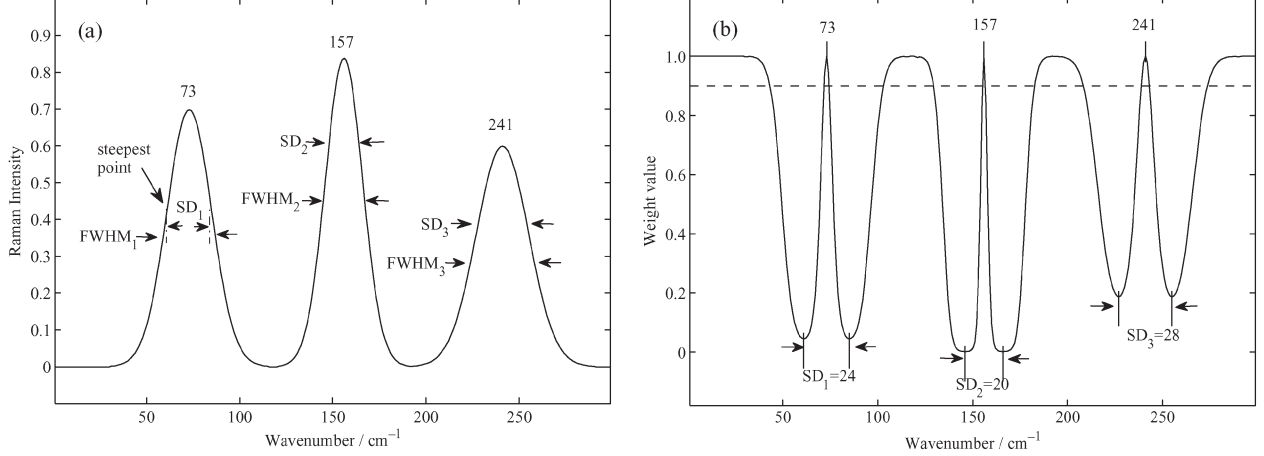 (a)
0.9
0.8
0.7
0.6
0.5
0.4
0.3
0.2
0.1
0
Raman Intensity
73
157
241
steepest
point
SD1
FWHM1
SD2
FWHM2
SD3
FWHM3
50
100
150
200
250
Wavenumber / cm−1
(b)
73
157
241
1.0
0.8
0.6
0.4
0.2
0
Weight value
SD1=24
SD2=20
SD3=28
50
100
150
200
250
Wavenumber / cm−1